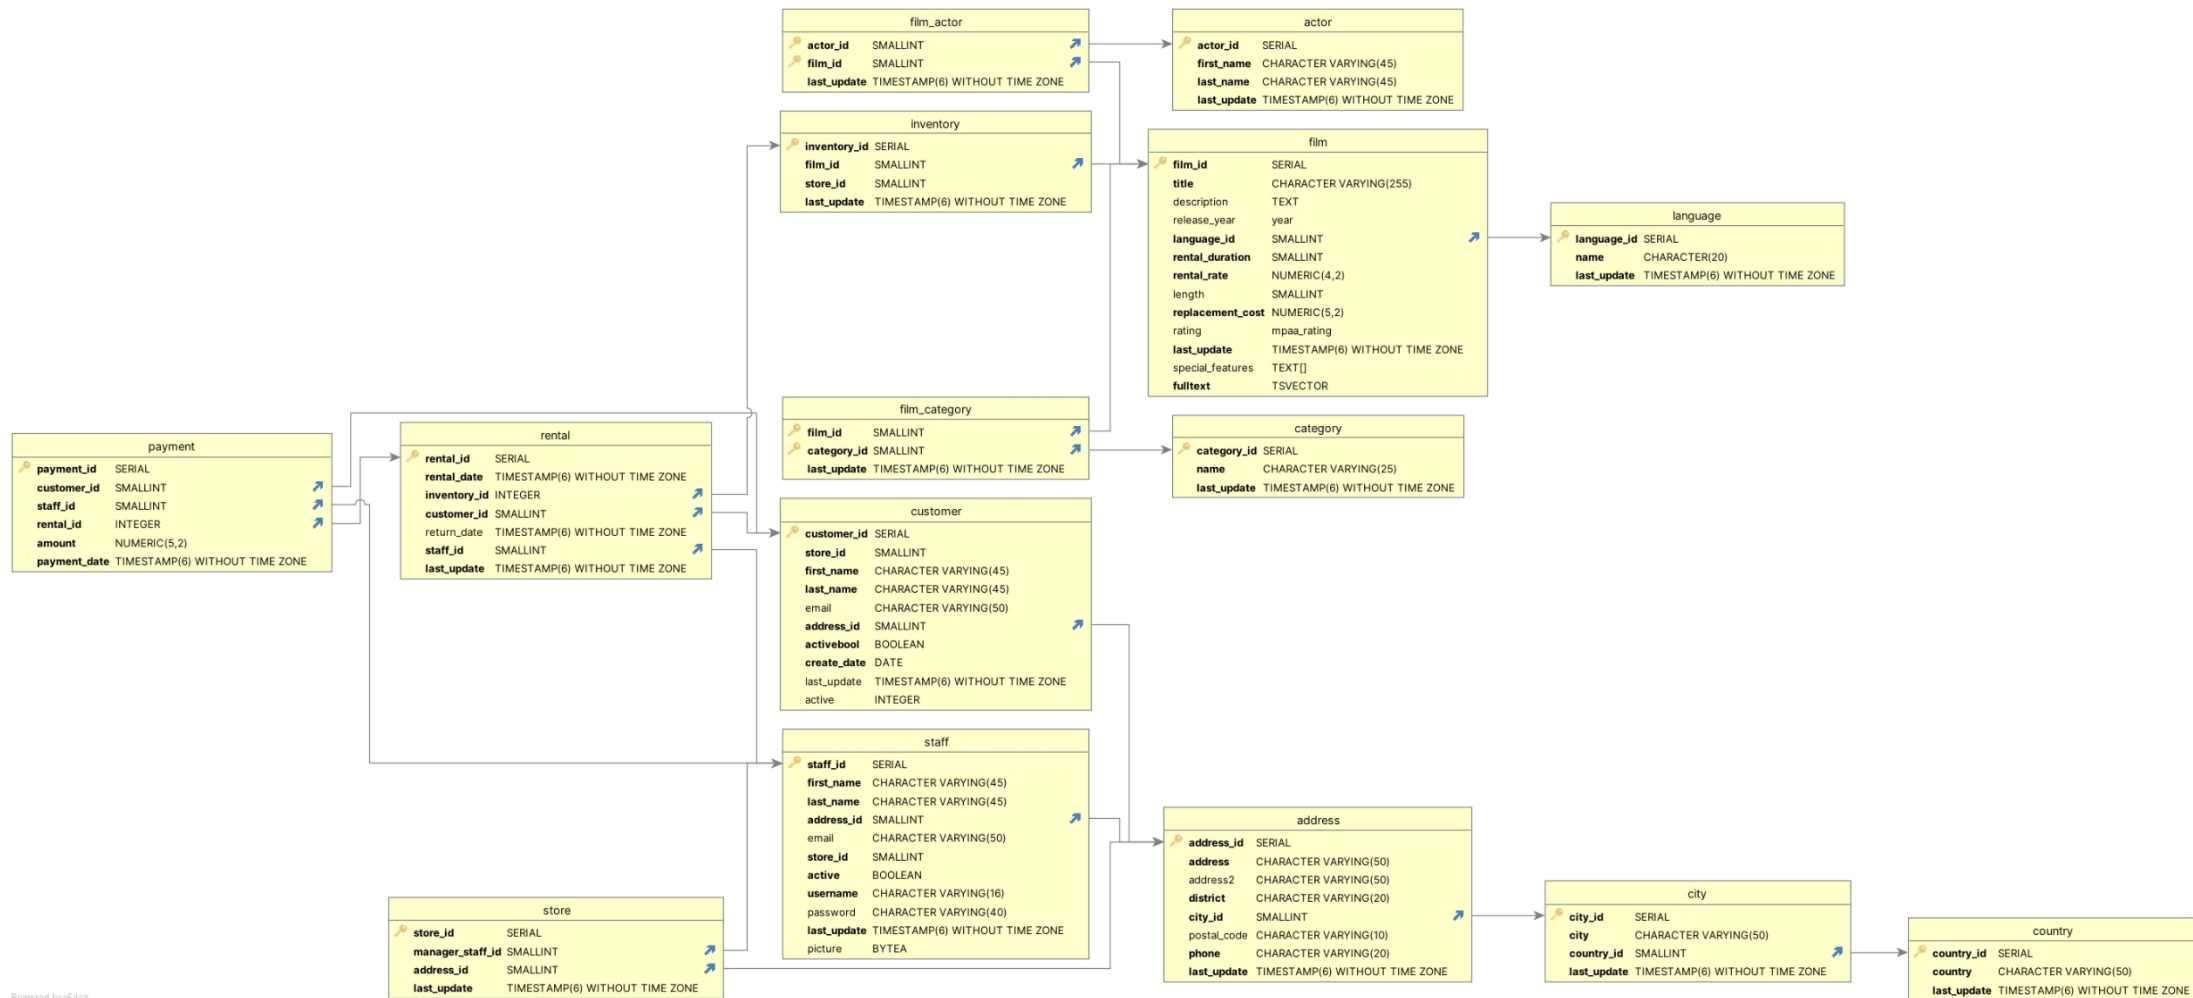 film_actor
actor_id SMALLINT
film_id SMALLINT
last_update TIMESTAMP(6) WITHOUT TIME ZONE
actor
actor_id SERIAL
first_name CHARACTER VARYING(45)
last_name CHARACTER VARYING(45)
last_update TIMESTAMP(6) WITHOUT TIME ZONE
inventory
inventory_id SERIAL
film_id SMALLINT
store_id SMALLINT
last_update TIMESTAMP(6) WITHOUT TIME ZONE
film
film_id SERIAL
title CHARACTER VARYING(255)
description TEXT
release_year year
language_id SMALLINT
rental_duration SMALLINT
rental_rate NUMERIC(4,2)
length SMALLINT
replacement_cost NUMERIC(5,2)
rating mpaa_rating
last_update TIMESTAMP(6) WITHOUT TIME ZONE
special_features TEXT[]
fulltext TSVECTOR
language
language_id SERIAL
name CHARACTER(20)
last_update TIMESTAMP(6) WITHOUT TIME ZONE
payment
payment_id SERIAL
customer_id SMALLINT
staff_id SMALLINT
rental_id INTEGER
amount NUMERIC(5,2)
payment_date TIMESTAMP(6) WITHOUT TIME ZONE
rental
rental_id SERIAL
rental_date TIMESTAMP(6) WITHOUT TIME ZONE
inventory_id INTEGER
customer_id SMALLINT
return_date TIMESTAMP(6) WITHOUT TIME ZONE
staff_id SMALLINT
last_update TIMESTAMP(6) WITHOUT TIME ZONE
film_category
film_id SMALLINT
category_id SMALLINT
last_update TIMESTAMP(6) WITHOUT TIME ZONE
category
category_id SERIAL
name CHARACTER VARYING(25)
last_update TIMESTAMP(6) WITHOUT TIME ZONE
customer
customer_id SERIAL
store_id SMALLINT
first_name CHARACTER VARYING(45)
last_name CHARACTER VARYING(45)
email CHARACTER VARYING(50)
address_id SMALLINT
activebool BOOLEAN
create_date DATE
last_update TIMESTAMP(6) WITHOUT TIME ZONE
active INTEGER
staff
staff_id SERIAL
first_name CHARACTER VARYING(45)
last_name CHARACTER VARYING(45)
address_id SMALLINT
email CHARACTER VARYING(50)
store_id SMALLINT
active BOOLEAN
username CHARACTER VARYING(16)
password CHARACTER VARYING(40)
last_update TIMESTAMP(6) WITHOUT TIME ZONE
picture BYTEA
store
store_id SERIAL
manager_staff_id SMALLINT
address_id SMALLINT
last_update TIMESTAMP(6) WITHOUT TIME ZONE
address
address_id SERIAL
address CHARACTER VARYING(50)
address2 CHARACTER VARYING(50)
district CHARACTER VARYING(20)
city_id SMALLINT
postal_code CHARACTER VARYING(10)
phone CHARACTER VARYING(20)
last_update TIMESTAMP(6) WITHOUT TIME ZONE
city
city_id SERIAL
city CHARACTER VARYING(50)
country_id SMALLINT
last_update TIMESTAMP(6) WITHOUT TIME ZONE
country
country_id SERIAL
country CHARACTER VARYING(50)
last_update TIMESTAMP(6) WITHOUT TIME ZONE
Powered by yFiles